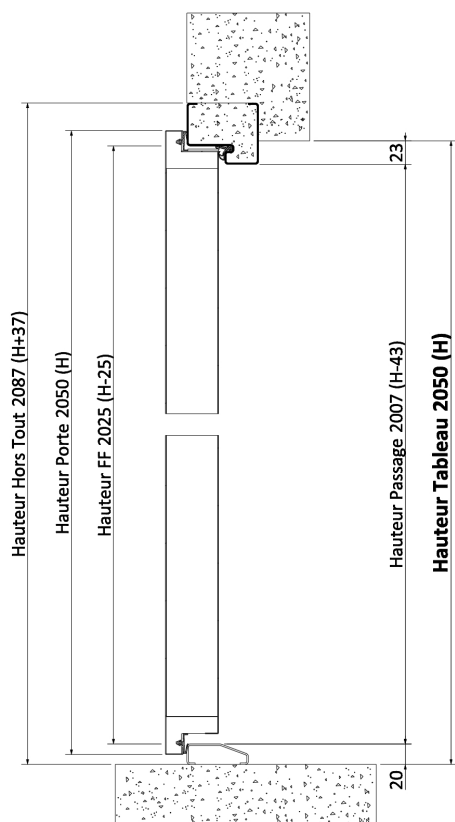 Hauteur Hors Tout 2087 (H+37)
Hauteur Porte 2050 (H)
Hauteur FF 2025 (H-25)
23
Hauteur Passage 2007 (H-43)
20
Hauteur Tableau 2050 (H)